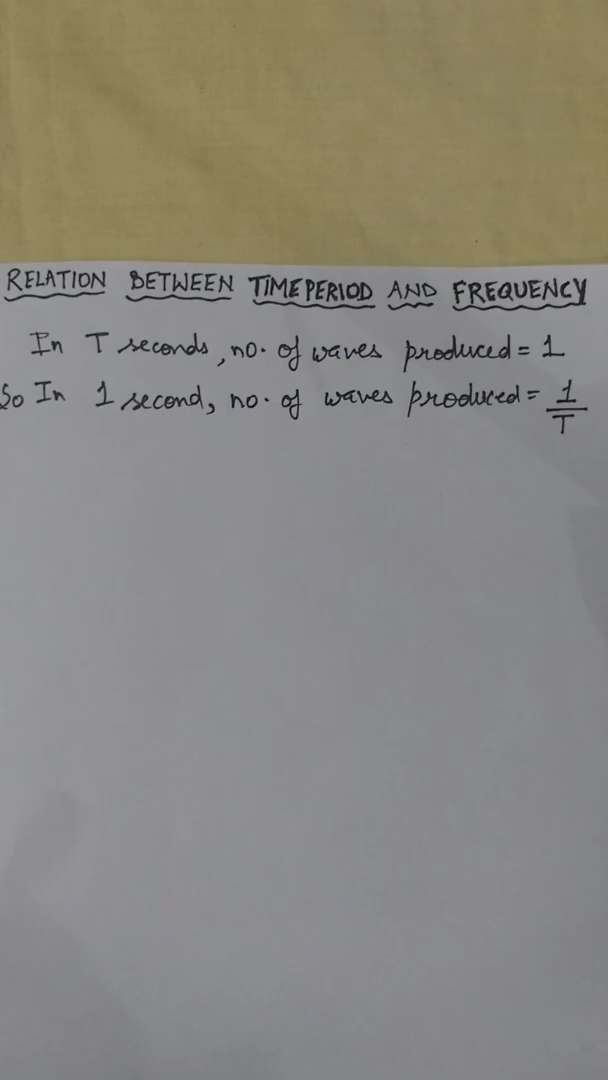 RELATION BETWEEN TIMEPERIOD AND FREQUENCY
In T seconds, no. of waves produced = 1
So In 1 second, no. of waves produced = 1/T